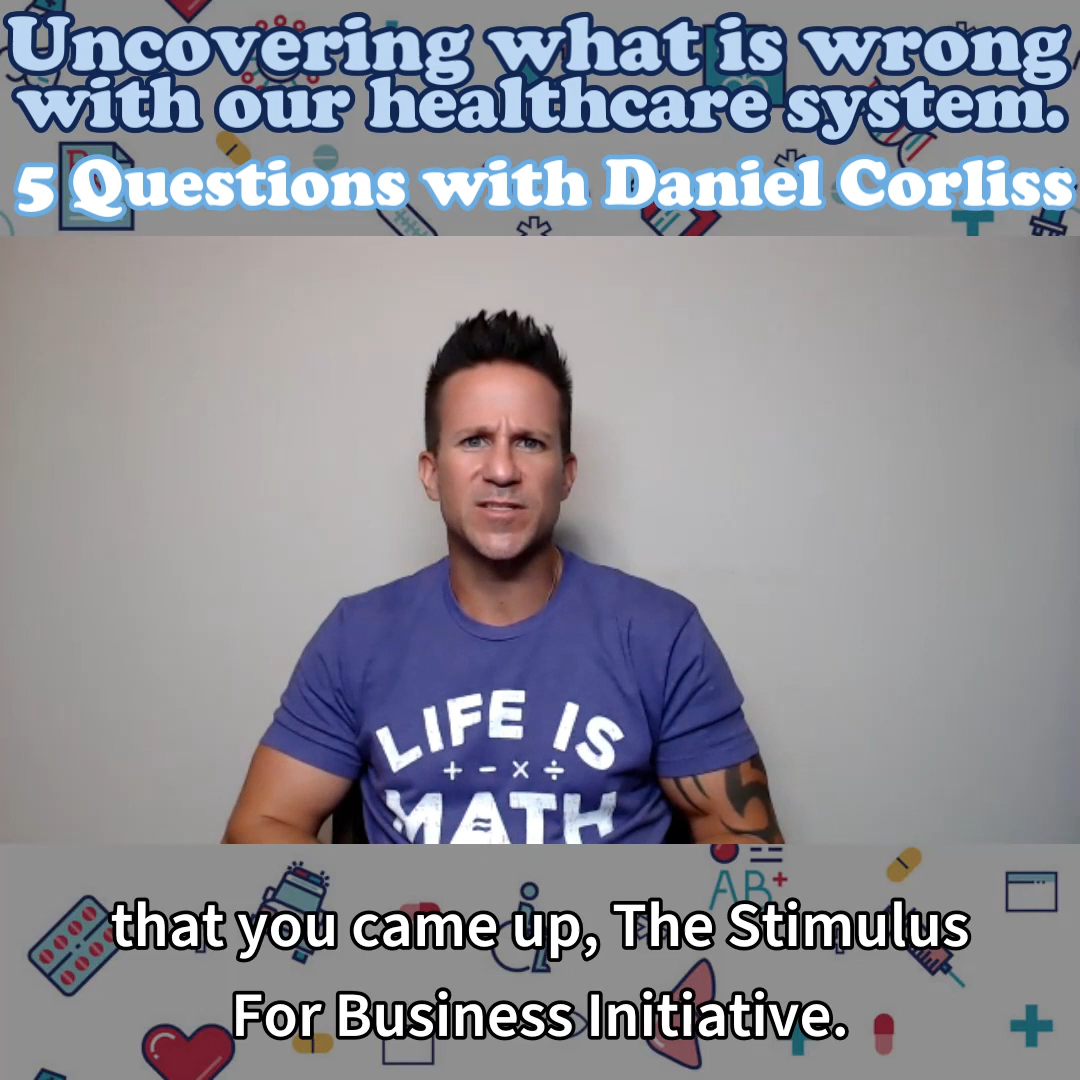 Uncovering what is wrong
with our healthcare system.
5 Questions with Daniel Corliss
LIFE IS
+ − × ÷
MATH
AB+
that you came up, The Stimulus
For Business Initiative.